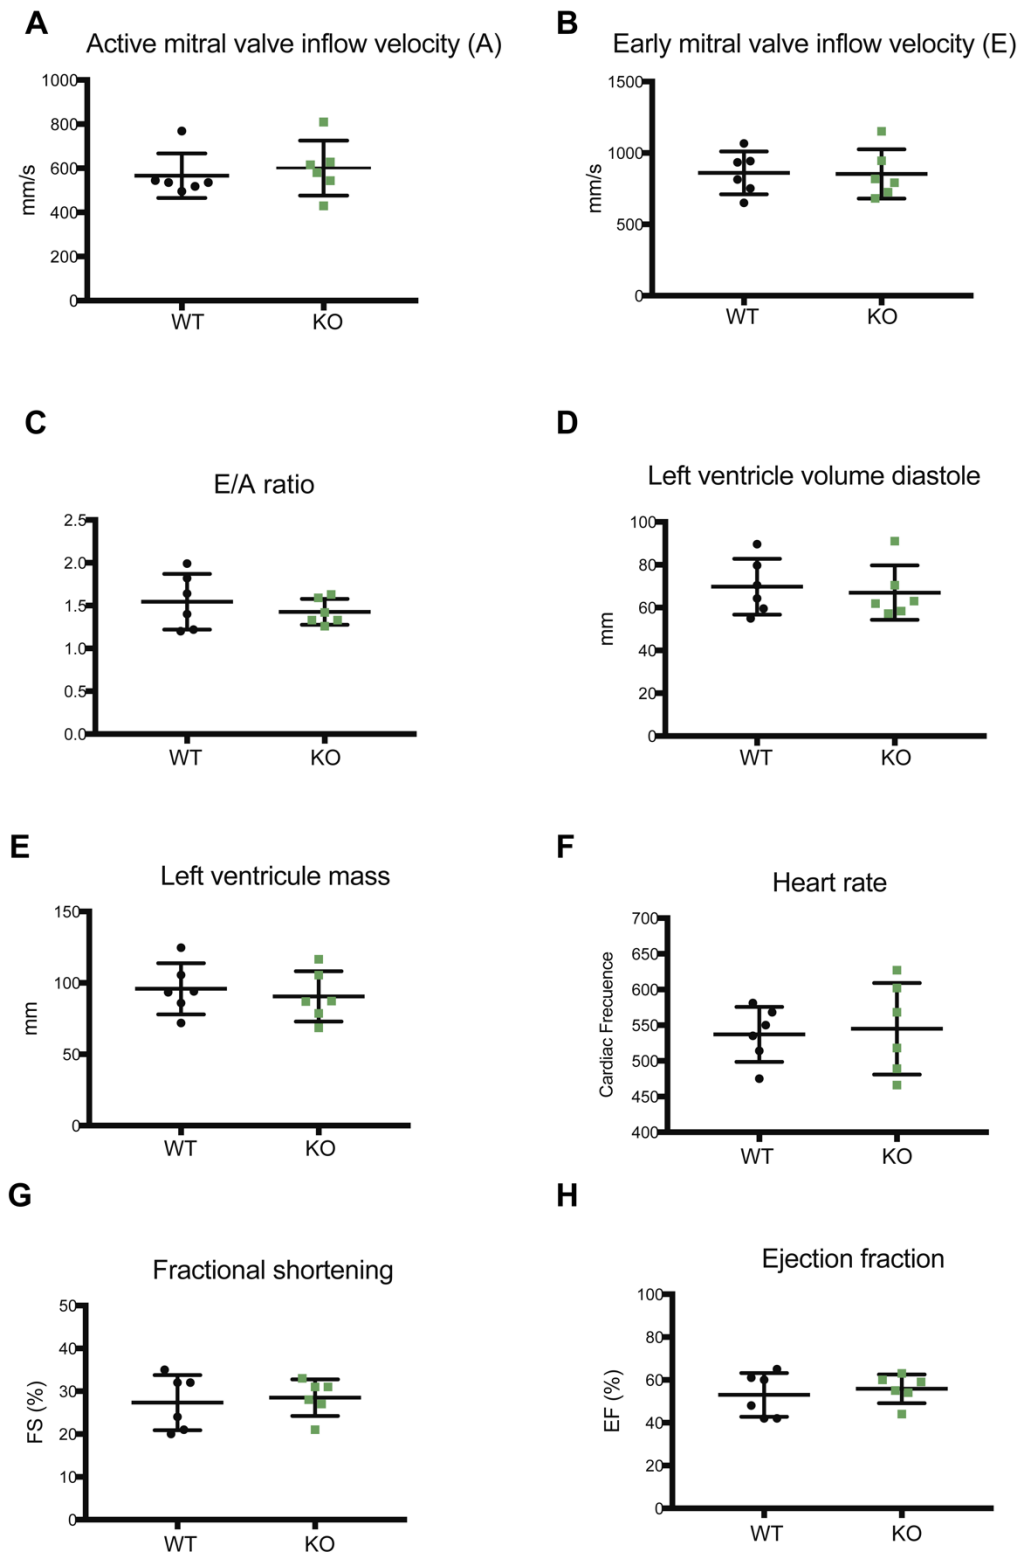 A
Active mitral valve inflow velocity (A)
1000
800
600
400
200
0
mm/s
WT
KO
B
Early mitral valve inflow velocity (E)
1500
1000
500
0
mm/s
WT
KO
C
E/A ratio
2.5
2.0
1.5
1.0
0.5
0.0
WT
KO
D
Left ventricle volume diastole
100
80
60
40
20
0
mm
WT
KO
E
Left ventricule mass
150
100
50
0
mm
WT
KO
F
Heart rate
700
650
600
550
500
450
400
Cardiac Frecuence
WT
KO
G
Fractional shortening
50
40
30
20
10
0
FS (%)
WT
KO
H
Ejection fraction
100
80
60
40
20
0
EF (%)
WT
KO